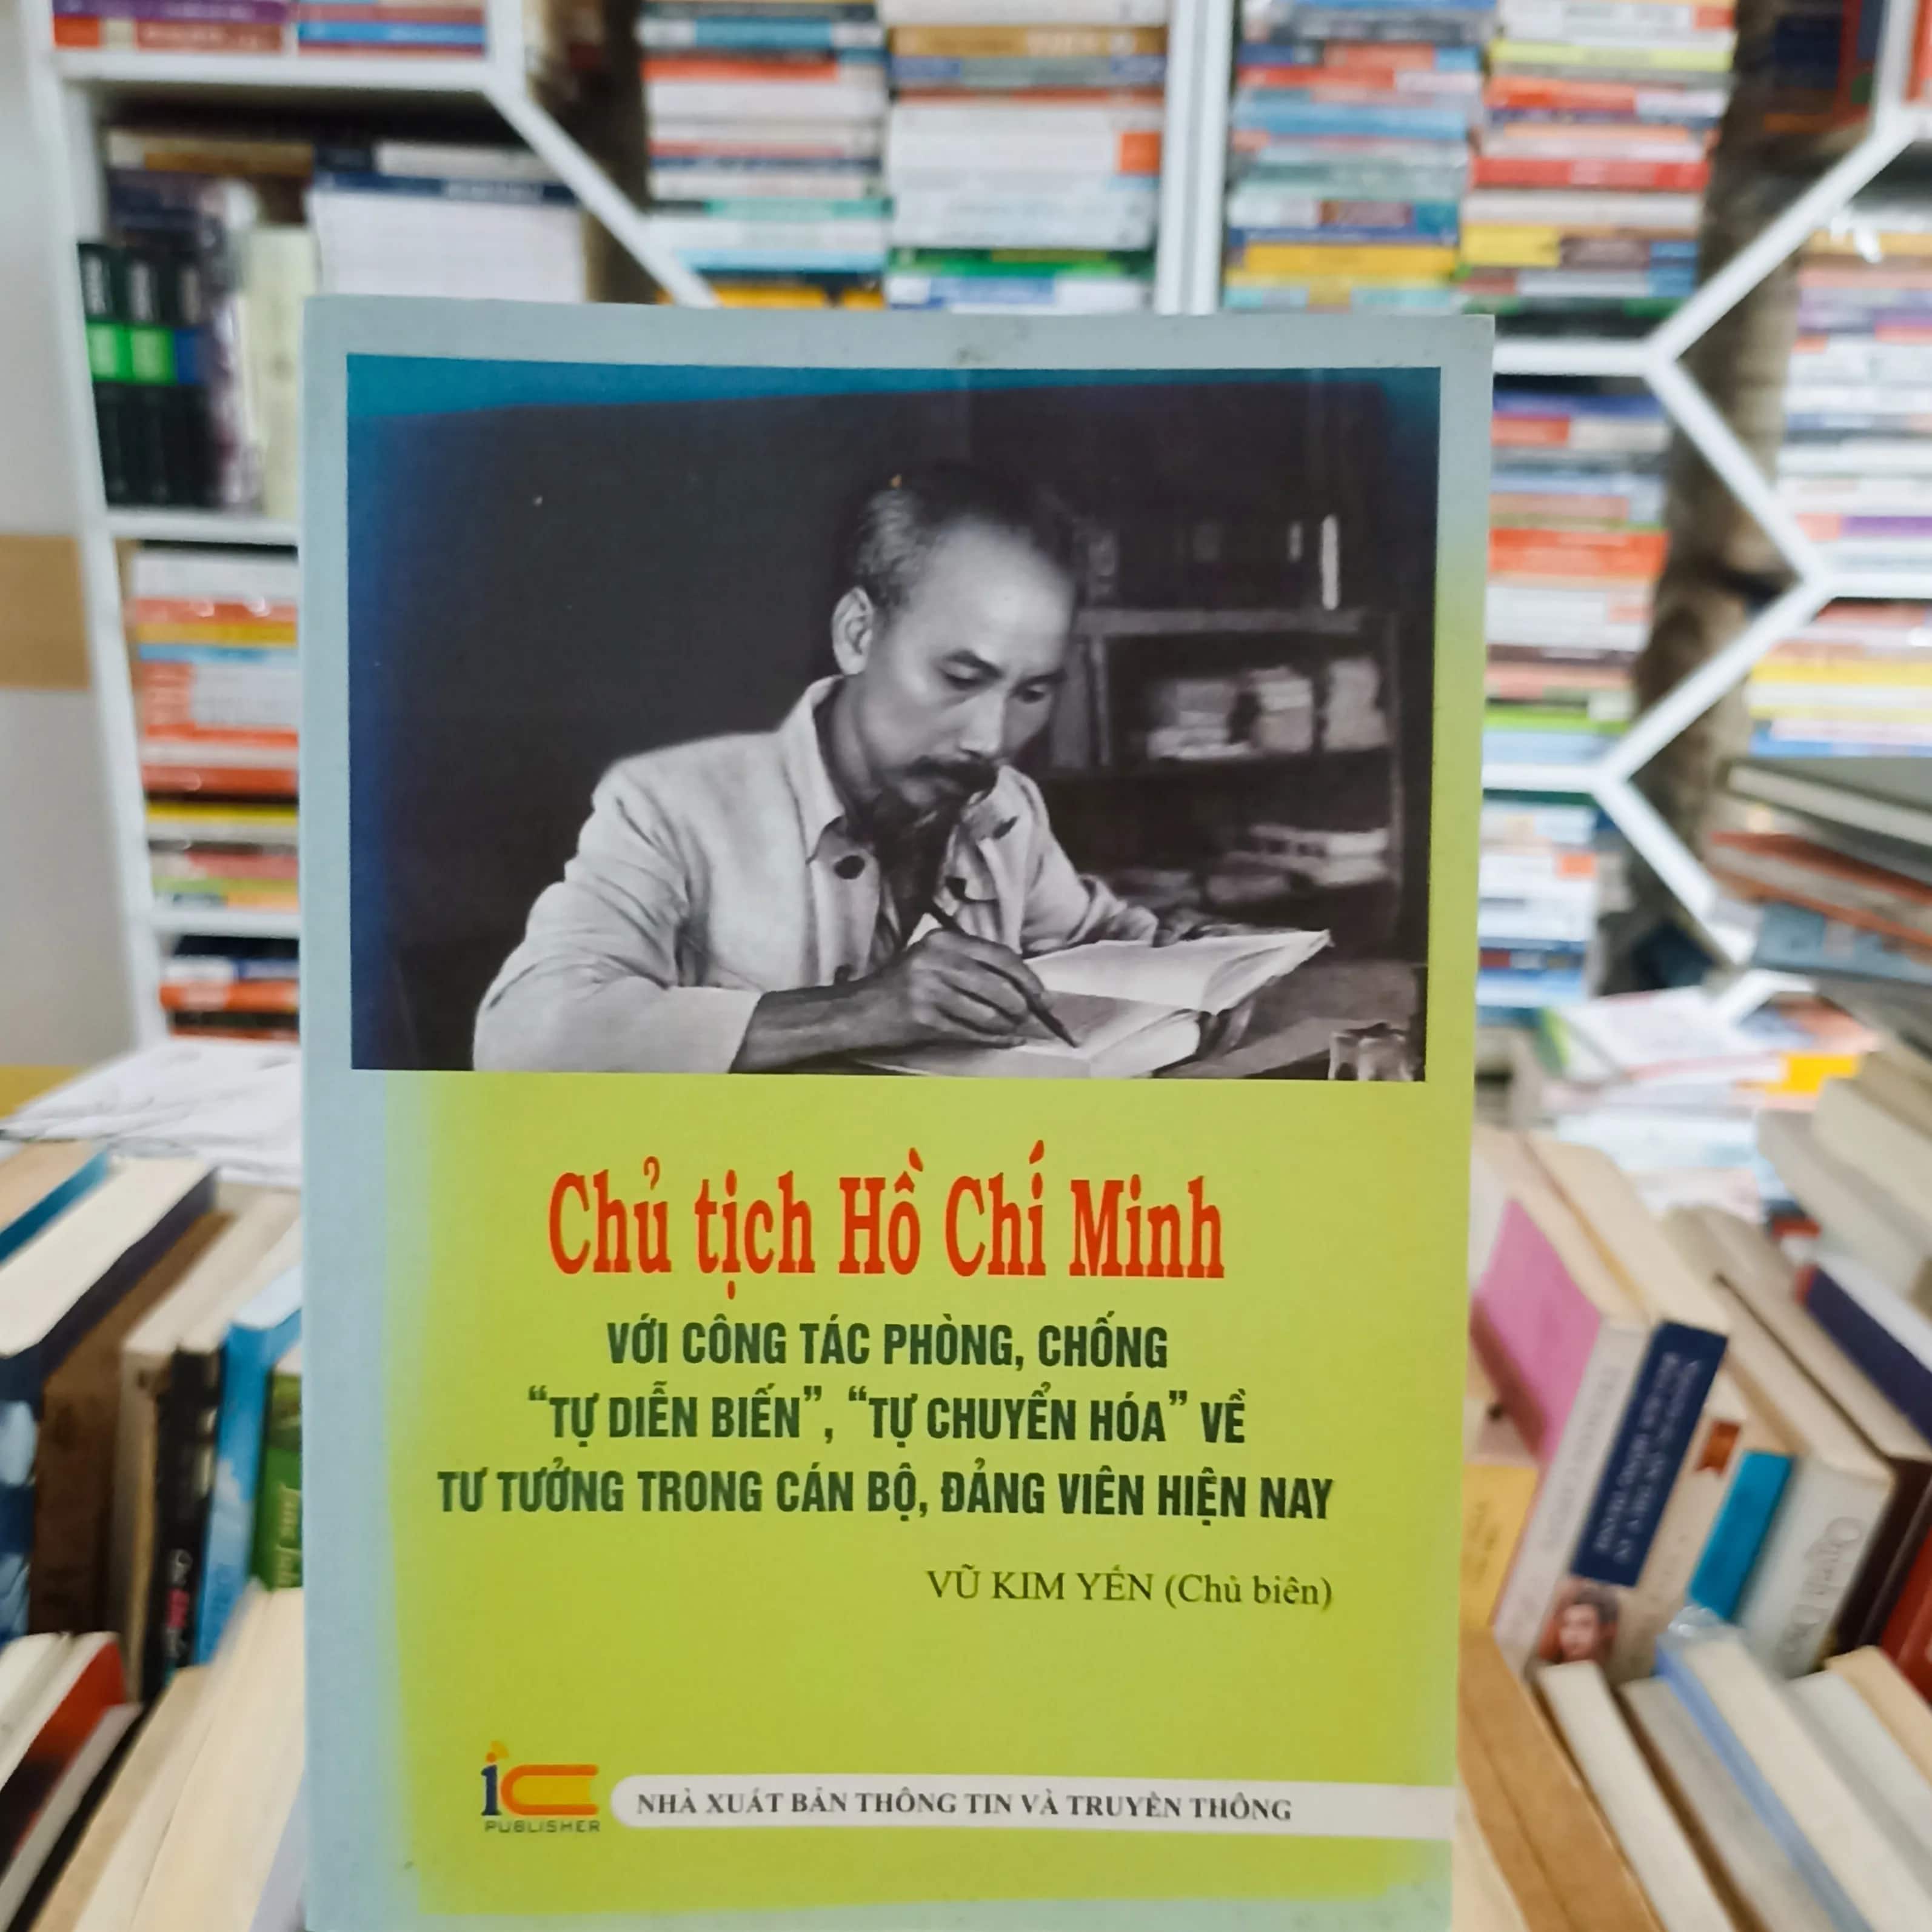 Chủ tịch Hồ Chí Minh
VỚI CÔNG TÁC PHÒNG, CHỐNG
“TỰ DIỄN BIẾN”, “TỰ CHUYỂN HÓA” VỀ
TƯ TƯỞNG TRONG CÁN BỘ, ĐẢNG VIÊN HIỆN NAY
VŨ KIM YẾN (Chủ biên)
ic
PUBLISHER
NHÀ XUẤT BẢN THÔNG TIN VÀ TRUYỀN THÔNG